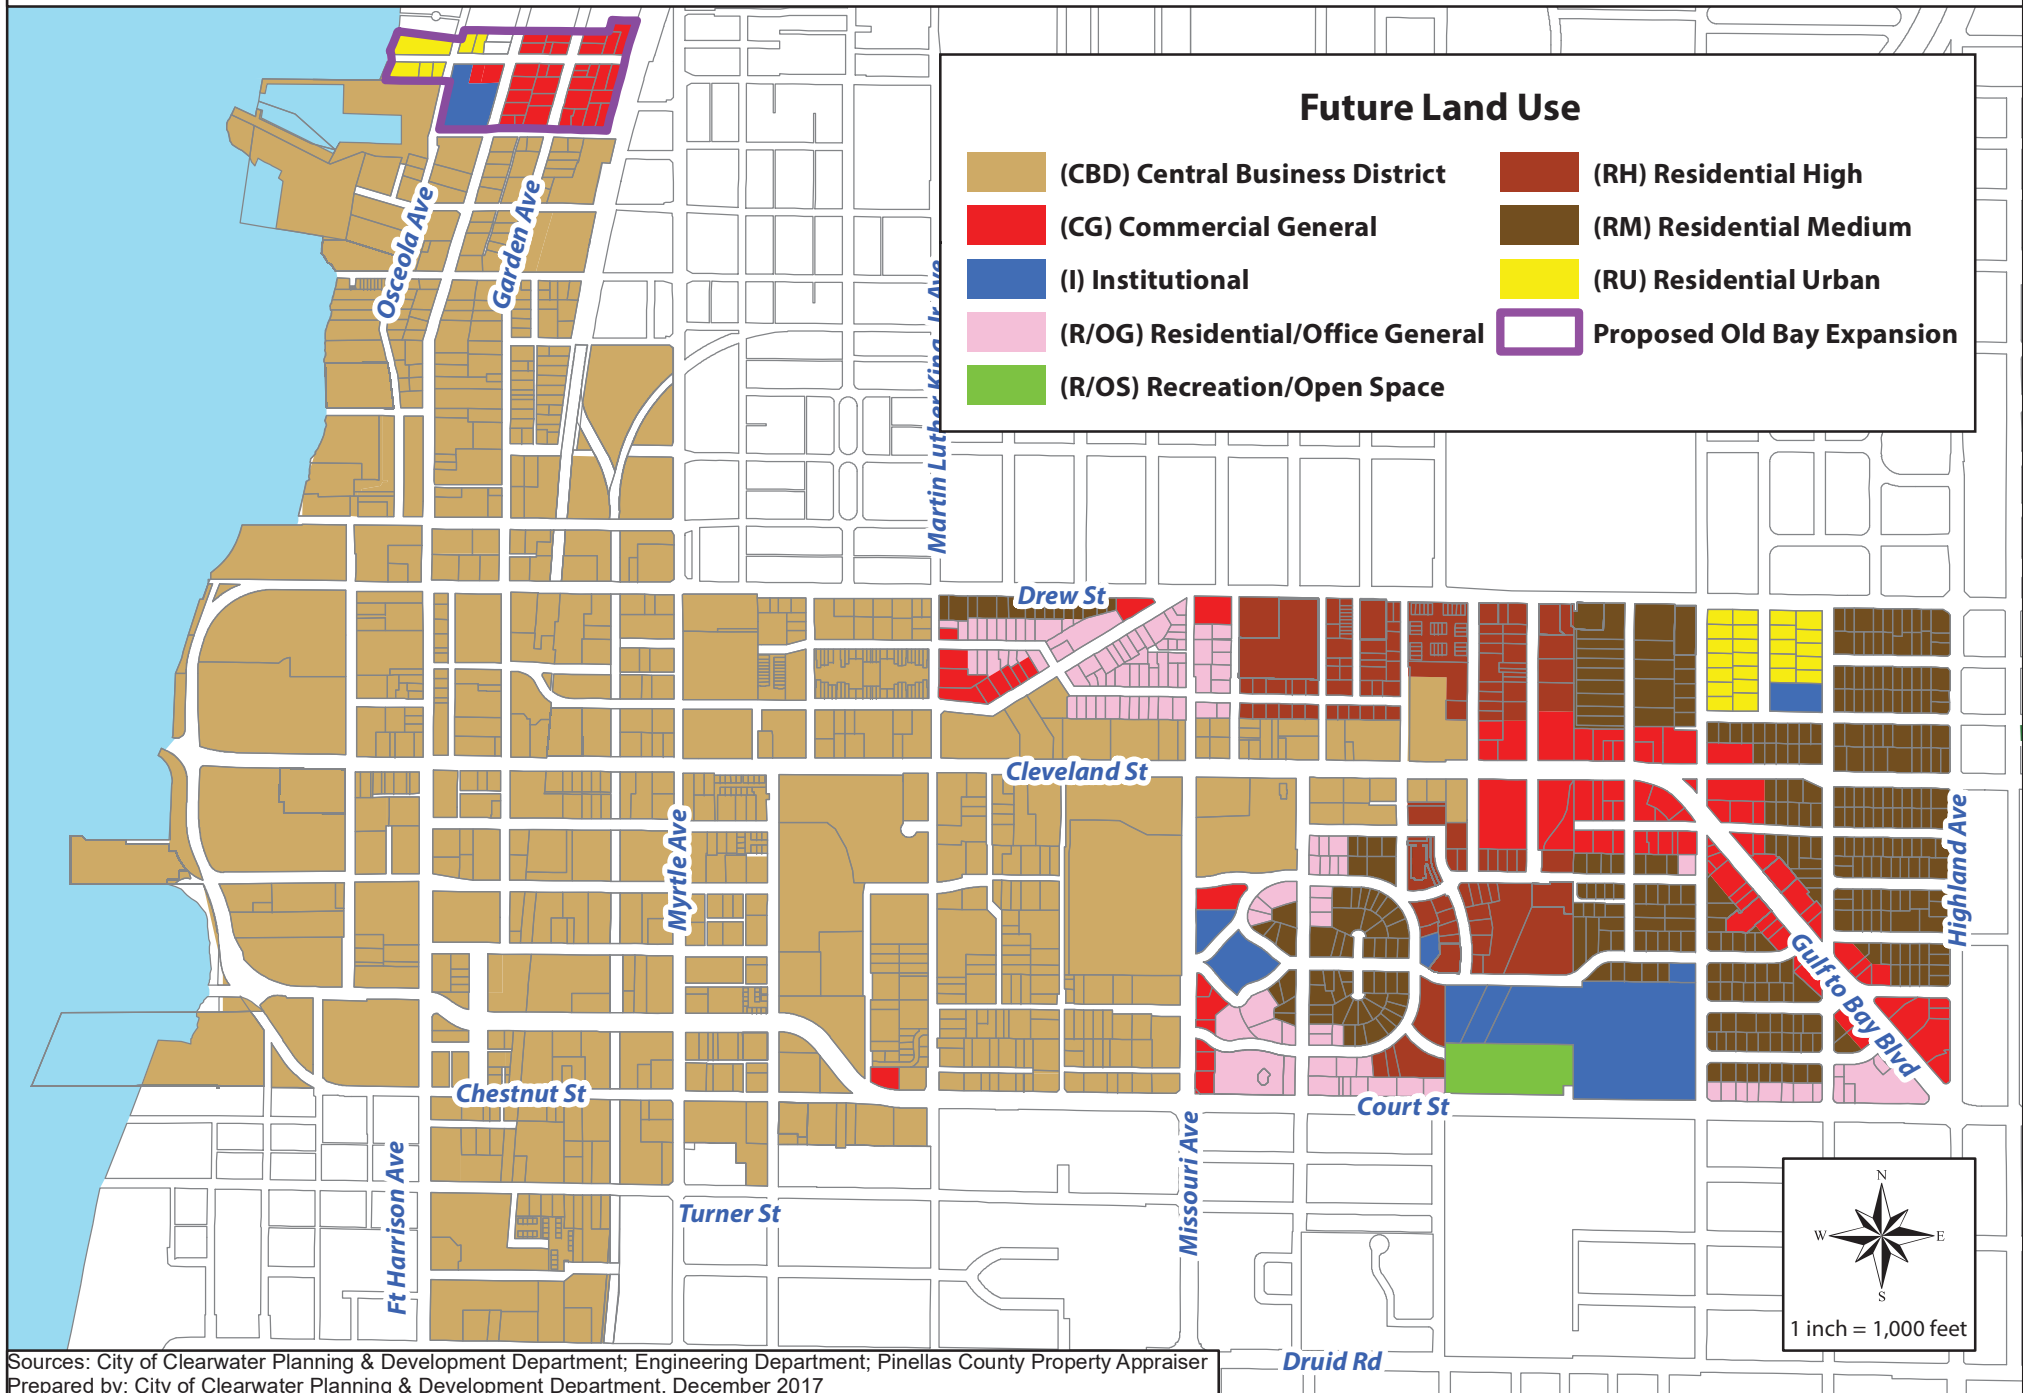 Future Land Use
(CBD) Central Business District
(CG) Commercial General
(I) Institutional
(R/OG) Residential/Office General
(R/OS) Recreation/Open Space
(RH) Residential High
(RM) Residential Medium
(RU) Residential Urban
Proposed Old Bay Expansion
Osceola Ave
Garden Ave
Martin Luther King Jr Ave
Drew St
Cleveland St
Myrtle Ave
Highland Ave
Gulf to Bay Blvd
Chestnut St
Court St
Missouri Ave
Ft Harrison Ave
Turner St
Druid Rd
N
W
E
S
1 inch = 1,000 feet
Sources: City of Clearwater Planning & Development Department; Engineering Department; Pinellas County Property Appraiser
Prepared by: City of Clearwater Planning & Development Department, December 2017